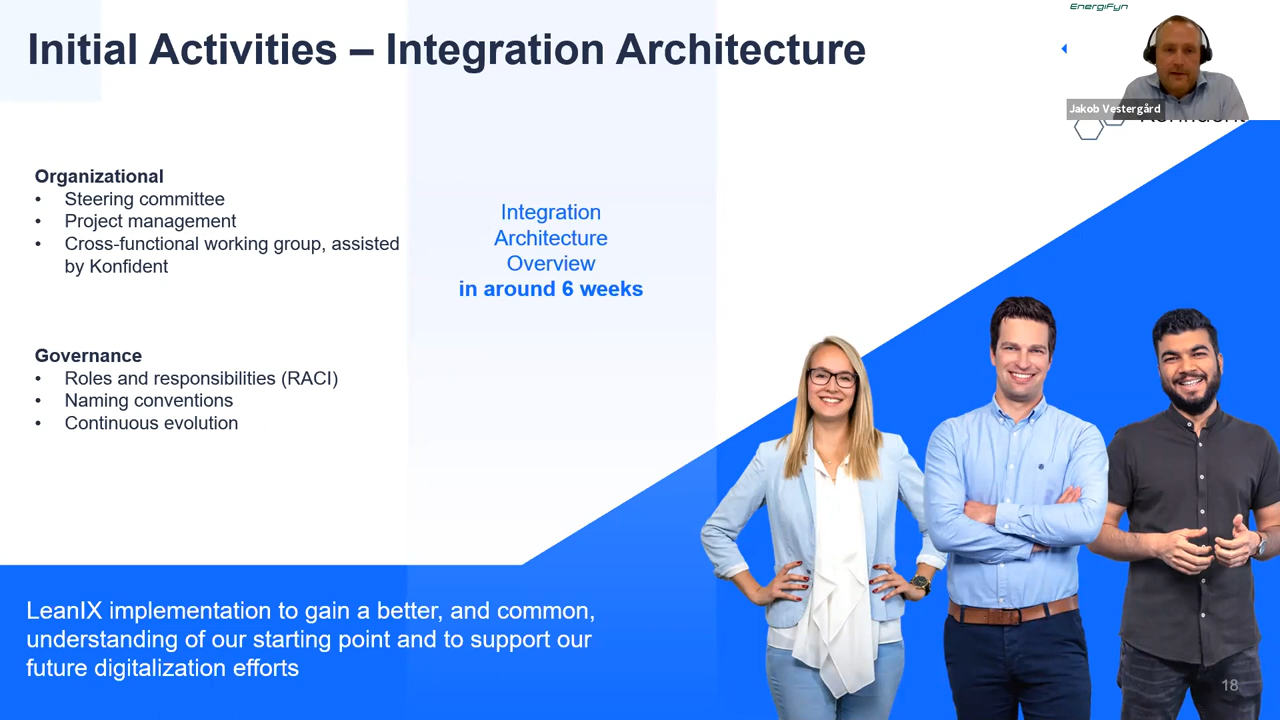 EnergiFyn
Initial Activities – Integration Architecture
Jakob Vestergård
Organizational
• Steering committee
• Project management
• Cross-functional working group, assisted
by Konfident
Integration
Architecture
Overview
in around 6 weeks
Governance
• Roles and responsibilities (RACI)
• Naming conventions
• Continuous evolution
LeanIX implementation to gain a better, and common,
understanding of our starting point and to support our
future digitalization efforts
18